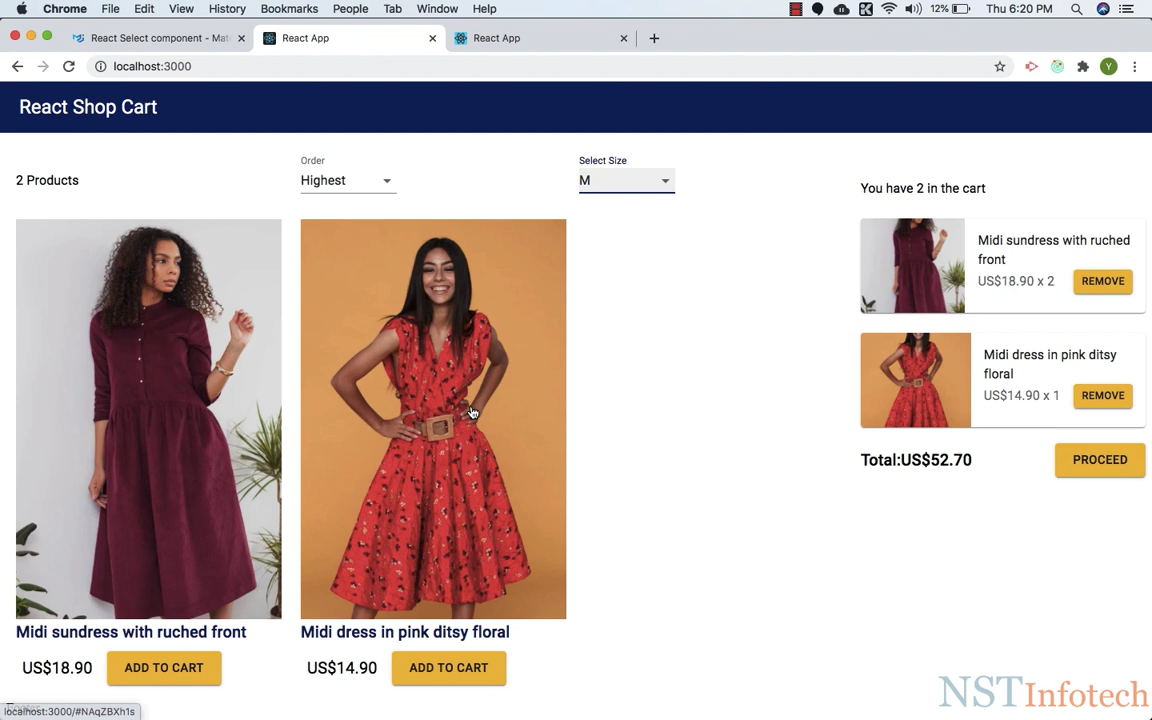 Chrome File Edit View History Bookmarks People Tab Window Help 12% Thu 6:20 PM
React Select component - Mate React App React App
localhost:3000 Y
React Shop Cart
Order Select Size
2 Products Highest M
You have 2 in the cart
Midi sundress with ruched
front
US$18.90 x 2 REMOVE
Midi dress in pink ditsy
floral
US$14.90 x 1 REMOVE
Total:US$52.70 PROCEED
Midi sundress with ruched front Midi dress in pink ditsy floral
US$18.90 ADD TO CART US$14.90 ADD TO CART
NSTInfotech
localhost:3000/#NAqZBXh1s